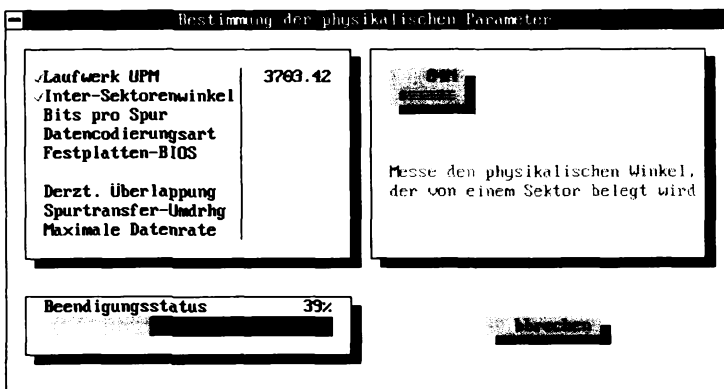 Bestimmung der physikalischen Parameter
✓Laufwerk UPM 3703.42
✓Inter-Sektorenwinkel
Bits pro Spur
Datencodierungsart
Festplatten-BIOS
Derzt. Überlappung
Spurtransfer-Umdrhg
Maximale Datenrate
Messe den physikalischen Winkel,
der von einem Sektor belegt wird
Beendigungsstatus 39%
Abbrechen